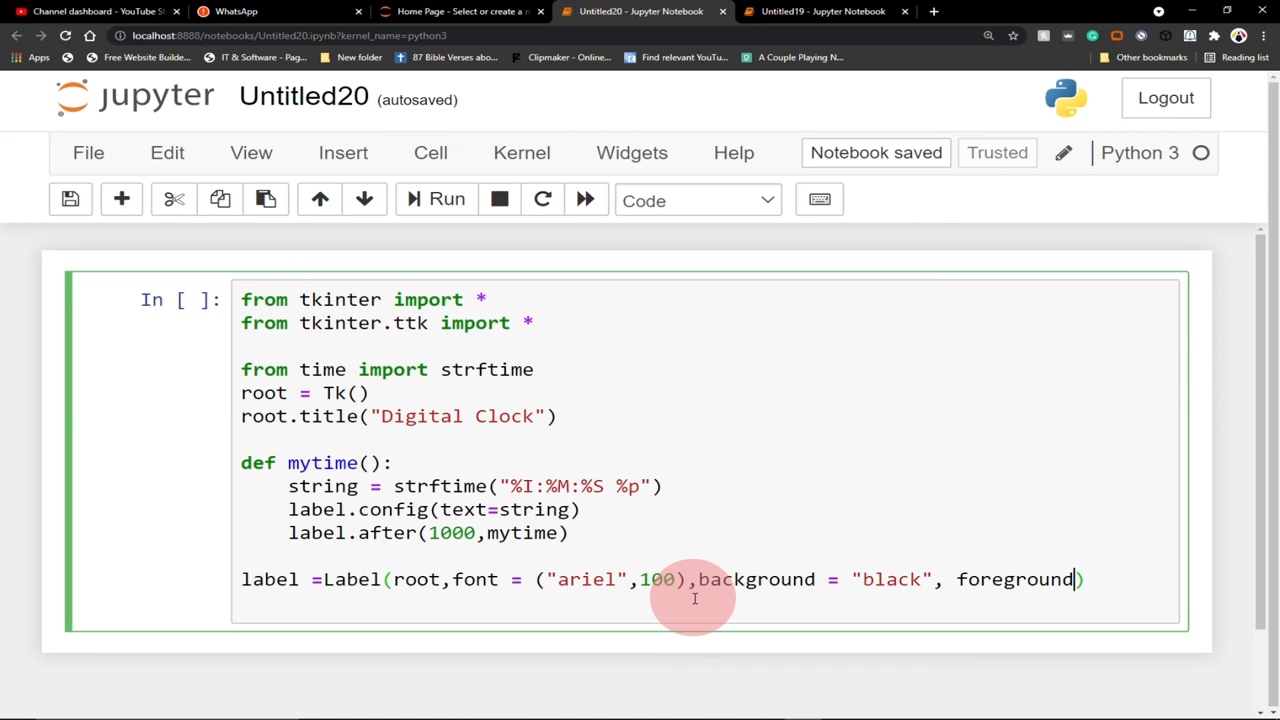 Channel dashboard - YouTube St
WhatsApp
Home Page - Select or create a n
Untitled20 - Jupyter Notebook
Untitled19 - Jupyter Notebook
localhost:8888/notebooks/Untitled20.ipynb?kernel_name=python3
Apps
Free Website Builde...
IT & Software - Pag...
New folder
87 Bible Verses abo...
Clipmaker - Online...
Find relevant YouTu...
A Couple Playing N...
Other bookmarks
Reading list
jupyter Untitled20 (autosaved)
Logout
File Edit View Insert Cell Kernel Widgets Help
Notebook saved
Trusted
Python 3
Run
Code
In [ ]:
from tkinter import *
from tkinter.ttk import *
from time import strftime
root = Tk()
root.title("Digital Clock")
def mytime():
    string = strftime("%I:%M:%S %p")
    label.config(text=string)
    label.after(1000,mytime)
label =Label(root,font = ("ariel",100),background = "black", foreground)